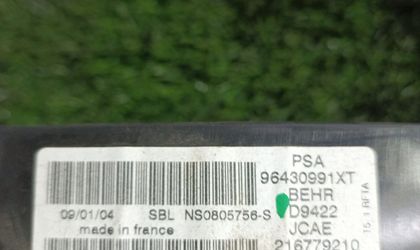 PSA
96430991XT
BEHR
D9422
JCAE
216779210
09/01/04 SBL NS0805756-S
made in france